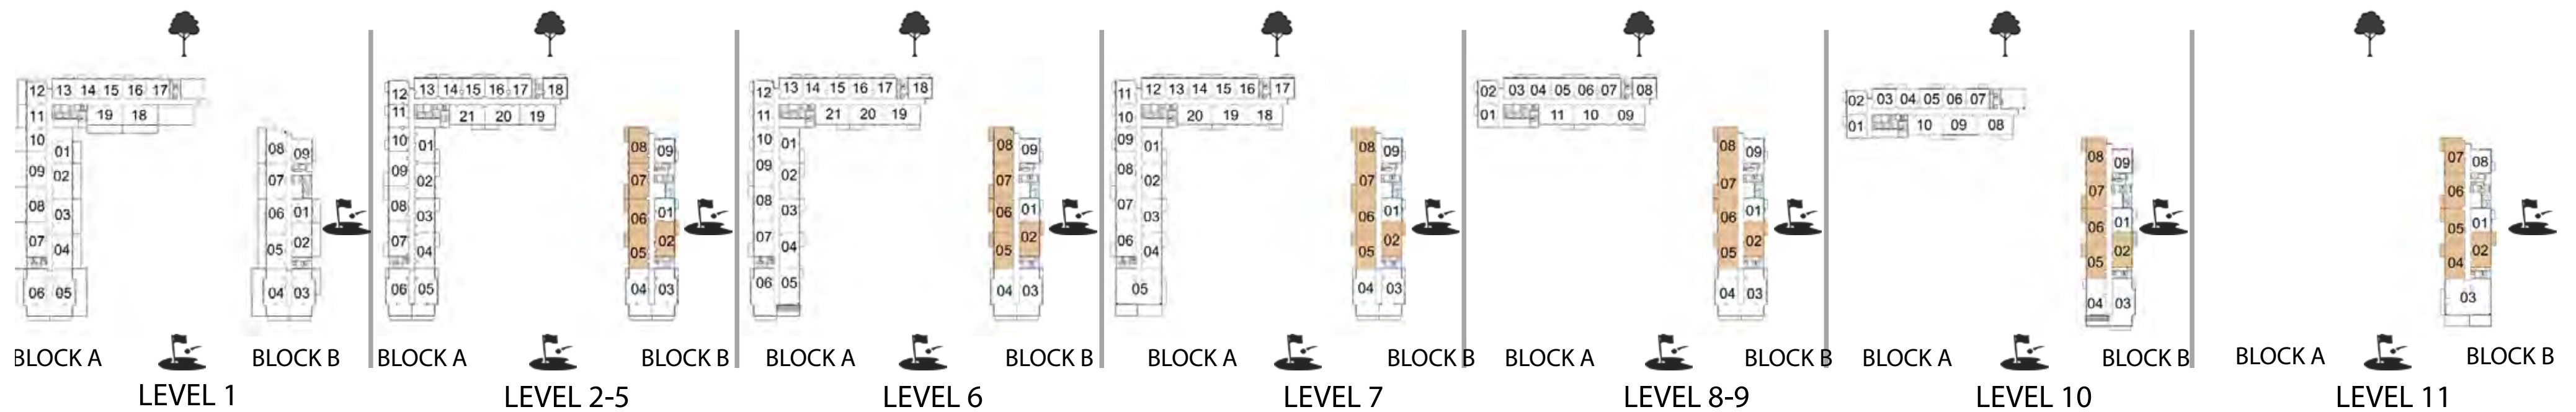 12 13 14 15 16 17
11 19 18
10 01
09 02
08 03
07 04
06 05
08 09
07
06 01
05 02
04 03
BLOCK A BLOCK B
LEVEL 1
12 13 14 15 16 17 18
11 21 20 19
10 01
09 02
08 03
07 04
06 05
08 09
07
06 01
05 02
04 03
BLOCK A BLOCK B
LEVEL 2-5
12 13 14 15 16 17 18
11 21 20 19
10 01
09 02
08 03
07 04
06 05
08 09
07
06 01
05 02
04 03
BLOCK A BLOCK B
LEVEL 6
11 12 13 14 15 16 17
10 20 19 18
09 01
08 02
07 03
06 04
05
08 09
07
06 01
05 02
04 03
BLOCK A BLOCK B
LEVEL 7
02 03 04 05 06 07 08
01 11 10 09
08 09
07
06 01
05 02
04 03
BLOCK A BLOCK B
LEVEL 8-9
02 03 04 05 06 07
01 10 09 08
08 09
07
06 01
05 02
04 03
BLOCK A BLOCK B
LEVEL 10
07 08
06
05 01
04 02
03
BLOCK A BLOCK B
LEVEL 11